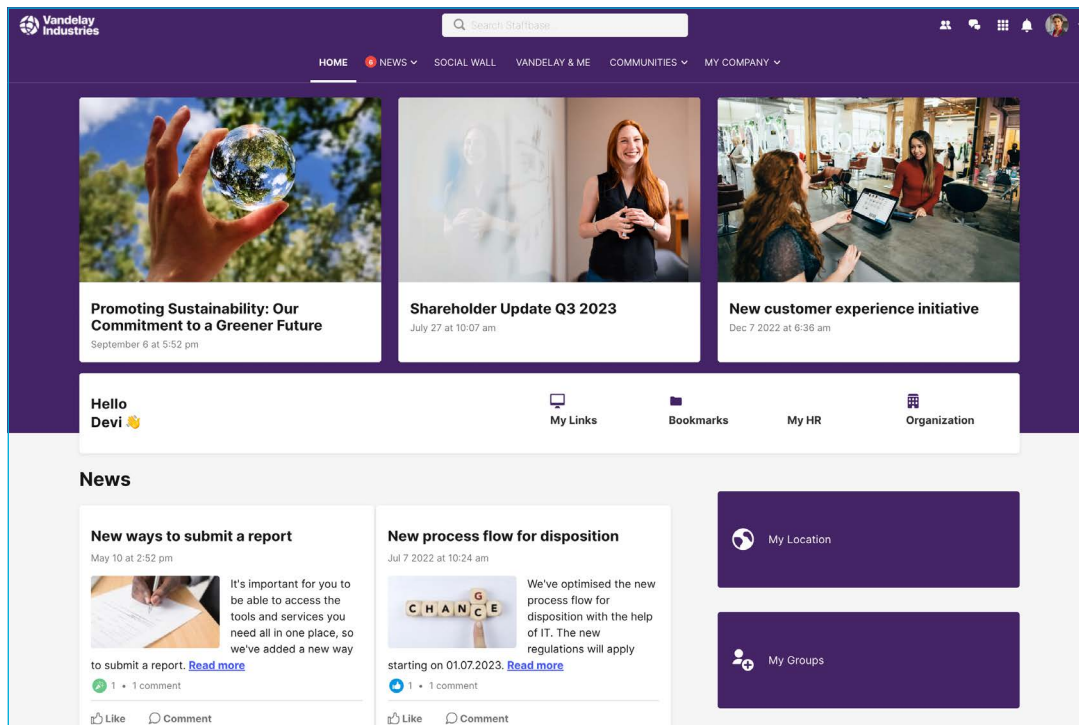 Vandelay
Industries
Search Staffbase...
HOME
6 NEWS
SOCIAL WALL
VANDELAY & ME
COMMUNITIES
MY COMPANY
Promoting Sustainability: Our
Commitment to a Greener Future
September 6 at 5:52 pm
Shareholder Update Q3 2023
July 27 at 10:07 am
New customer experience initiative
Dec 7 2022 at 6:36 am
Hello
Devi 👋
My Links
Bookmarks
My HR
Organization
News
New ways to submit a report
May 10 at 2:52 pm
It's important for you to
be able to access the
tools and services you
need all in one place, so
we've added a new way
to submit a report. Read more
1 • 1 comment
Like
Comment
New process flow for disposition
Jul 7 2022 at 10:24 am
CHANGE
C
We've optimised the new
process flow for
disposition with the help
of IT. The new
regulations will apply
starting on 01.07.2023. Read more
1 • 1 comment
Like
Comment
My Location
My Groups